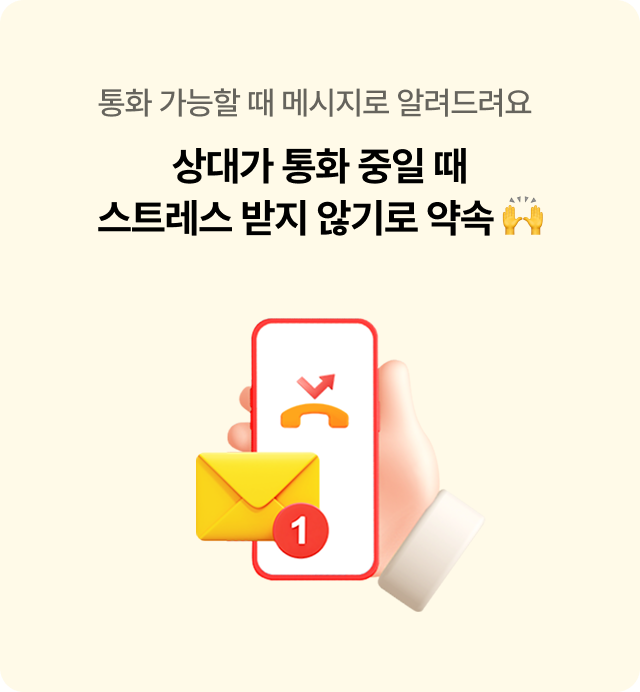 통화 가능할 때 메시지로 알려드려요
상대가 통화 중일 때
스트레스 받지 않기로 약속 🙌
1